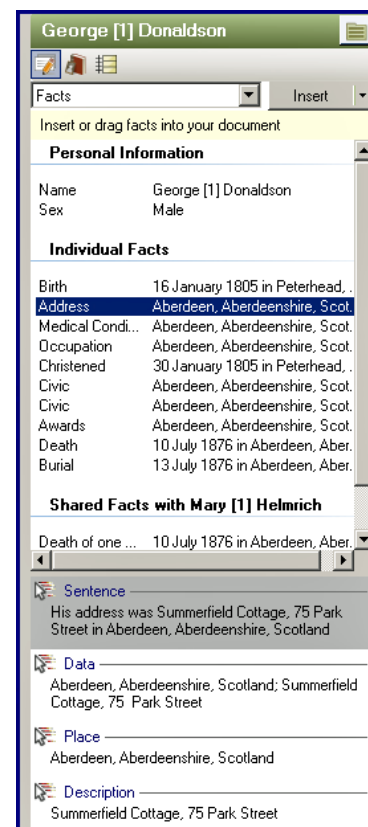 George [1] Donaldson
Facts
Insert
Insert or drag facts into your document
Personal Information
Name George [1] Donaldson
Sex Male
Individual Facts
Birth 16 January 1805 in Peterhead, .
Address Aberdeen, Aberdeenshire, Scot.
Medical Condi... Aberdeen, Aberdeenshire, Scot.
Occupation Aberdeen, Aberdeenshire, Scot.
Christened 30 January 1805 in Peterhead, .
Civic Aberdeen, Aberdeenshire, Scot.
Civic Aberdeen, Aberdeenshire, Scot.
Awards Aberdeen, Aberdeenshire, Scot.
Death 10 July 1876 in Aberdeen, Aber.
Burial 13 July 1876 in Aberdeen, Aber.
Shared Facts with Mary [1] Helmrich
Death of one ... 10 July 1876 in Aberdeen, Aber.
Sentence
His address was Summerfield Cottage, 75 Park
Street in Aberdeen, Aberdeenshire, Scotland
Data
Aberdeen, Aberdeenshire, Scotland; Summerfield
Cottage, 75 Park Street
Place
Aberdeen, Aberdeenshire, Scotland
Description
Summerfield Cottage, 75 Park Street